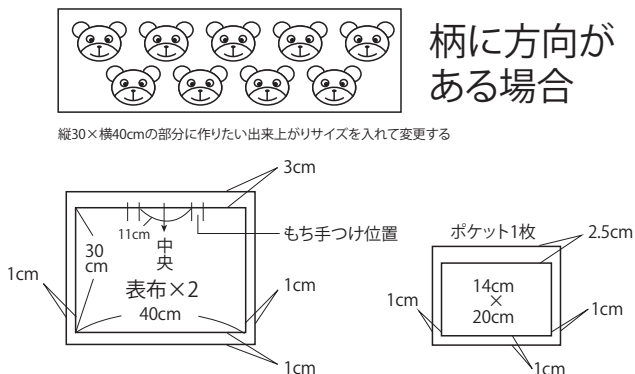 柄に方向が
ある場合
縦30×横40cmの部分に作りたい出来上がりサイズを入れて変更する
3cm
11cm
中央
もち手つけ位置
30
cm
表布×2
40cm
1cm
1cm
1cm
ポケット1枚
2.5cm
14cm
×
20cm
1cm
1cm
1cm